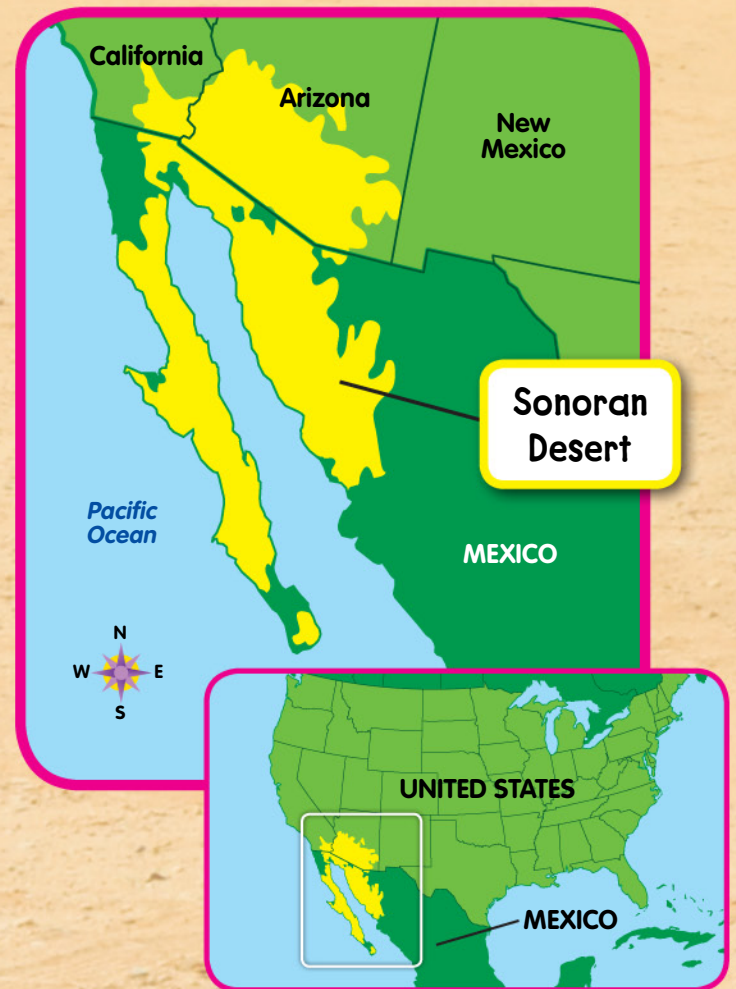 California
Arizona
New
Mexico
Sonoran
Desert
Pacific
Ocean
MEXICO
N
W E
S
UNITED STATES
MEXICO